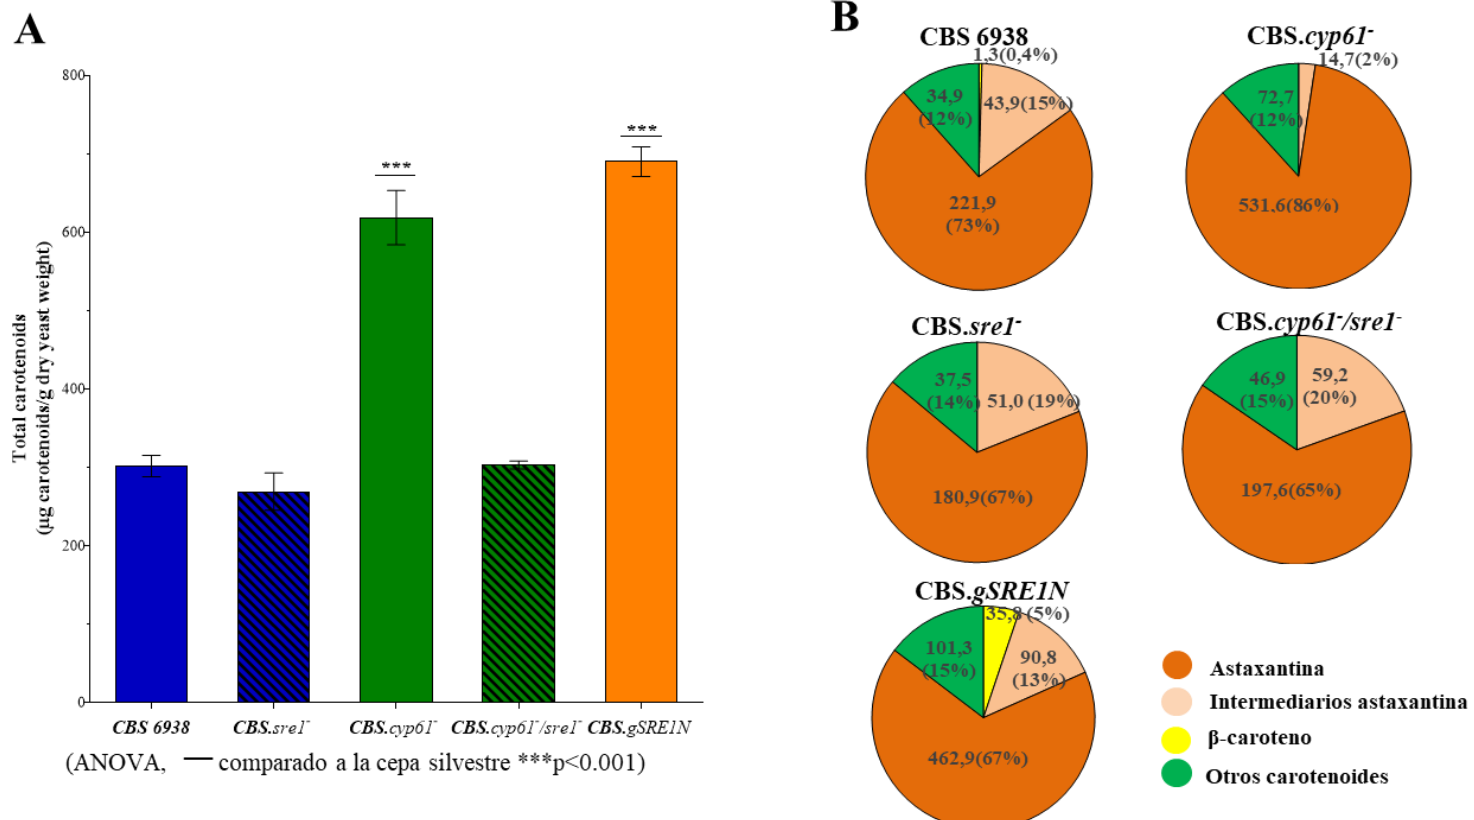 A
Total carotenoids
(µg carotenoids/g dry yeast weight)
800
600
400
200
0
***
***
CBS 6938
CBS.sre1⁻
CBS.cyp61⁻
CBS.cyp61⁻/sre1⁻
CBS.gSRE1N
(ANOVA, — comparado a la cepa silvestre ***p<0.001)
B
CBS 6938
1,3(0,4%)
34,9
(12%)
43,9(15%)
221,9
(73%)
CBS.cyp61⁻
14,7(2%)
72,7
(12%)
531,6(86%)
CBS.sre1⁻
37,5
(14%)
51,0 (19%)
180,9(67%)
CBS.cyp61⁻/sre1⁻
46,9
(15%)
59,2
(20%)
197,6(65%)
CBS.gSRE1N
35,8 (5%)
101,3
(15%)
90,8
(13%)
462,9(67%)
Astaxantina
Intermediarios astaxantina
β-caroteno
Otros carotenoides